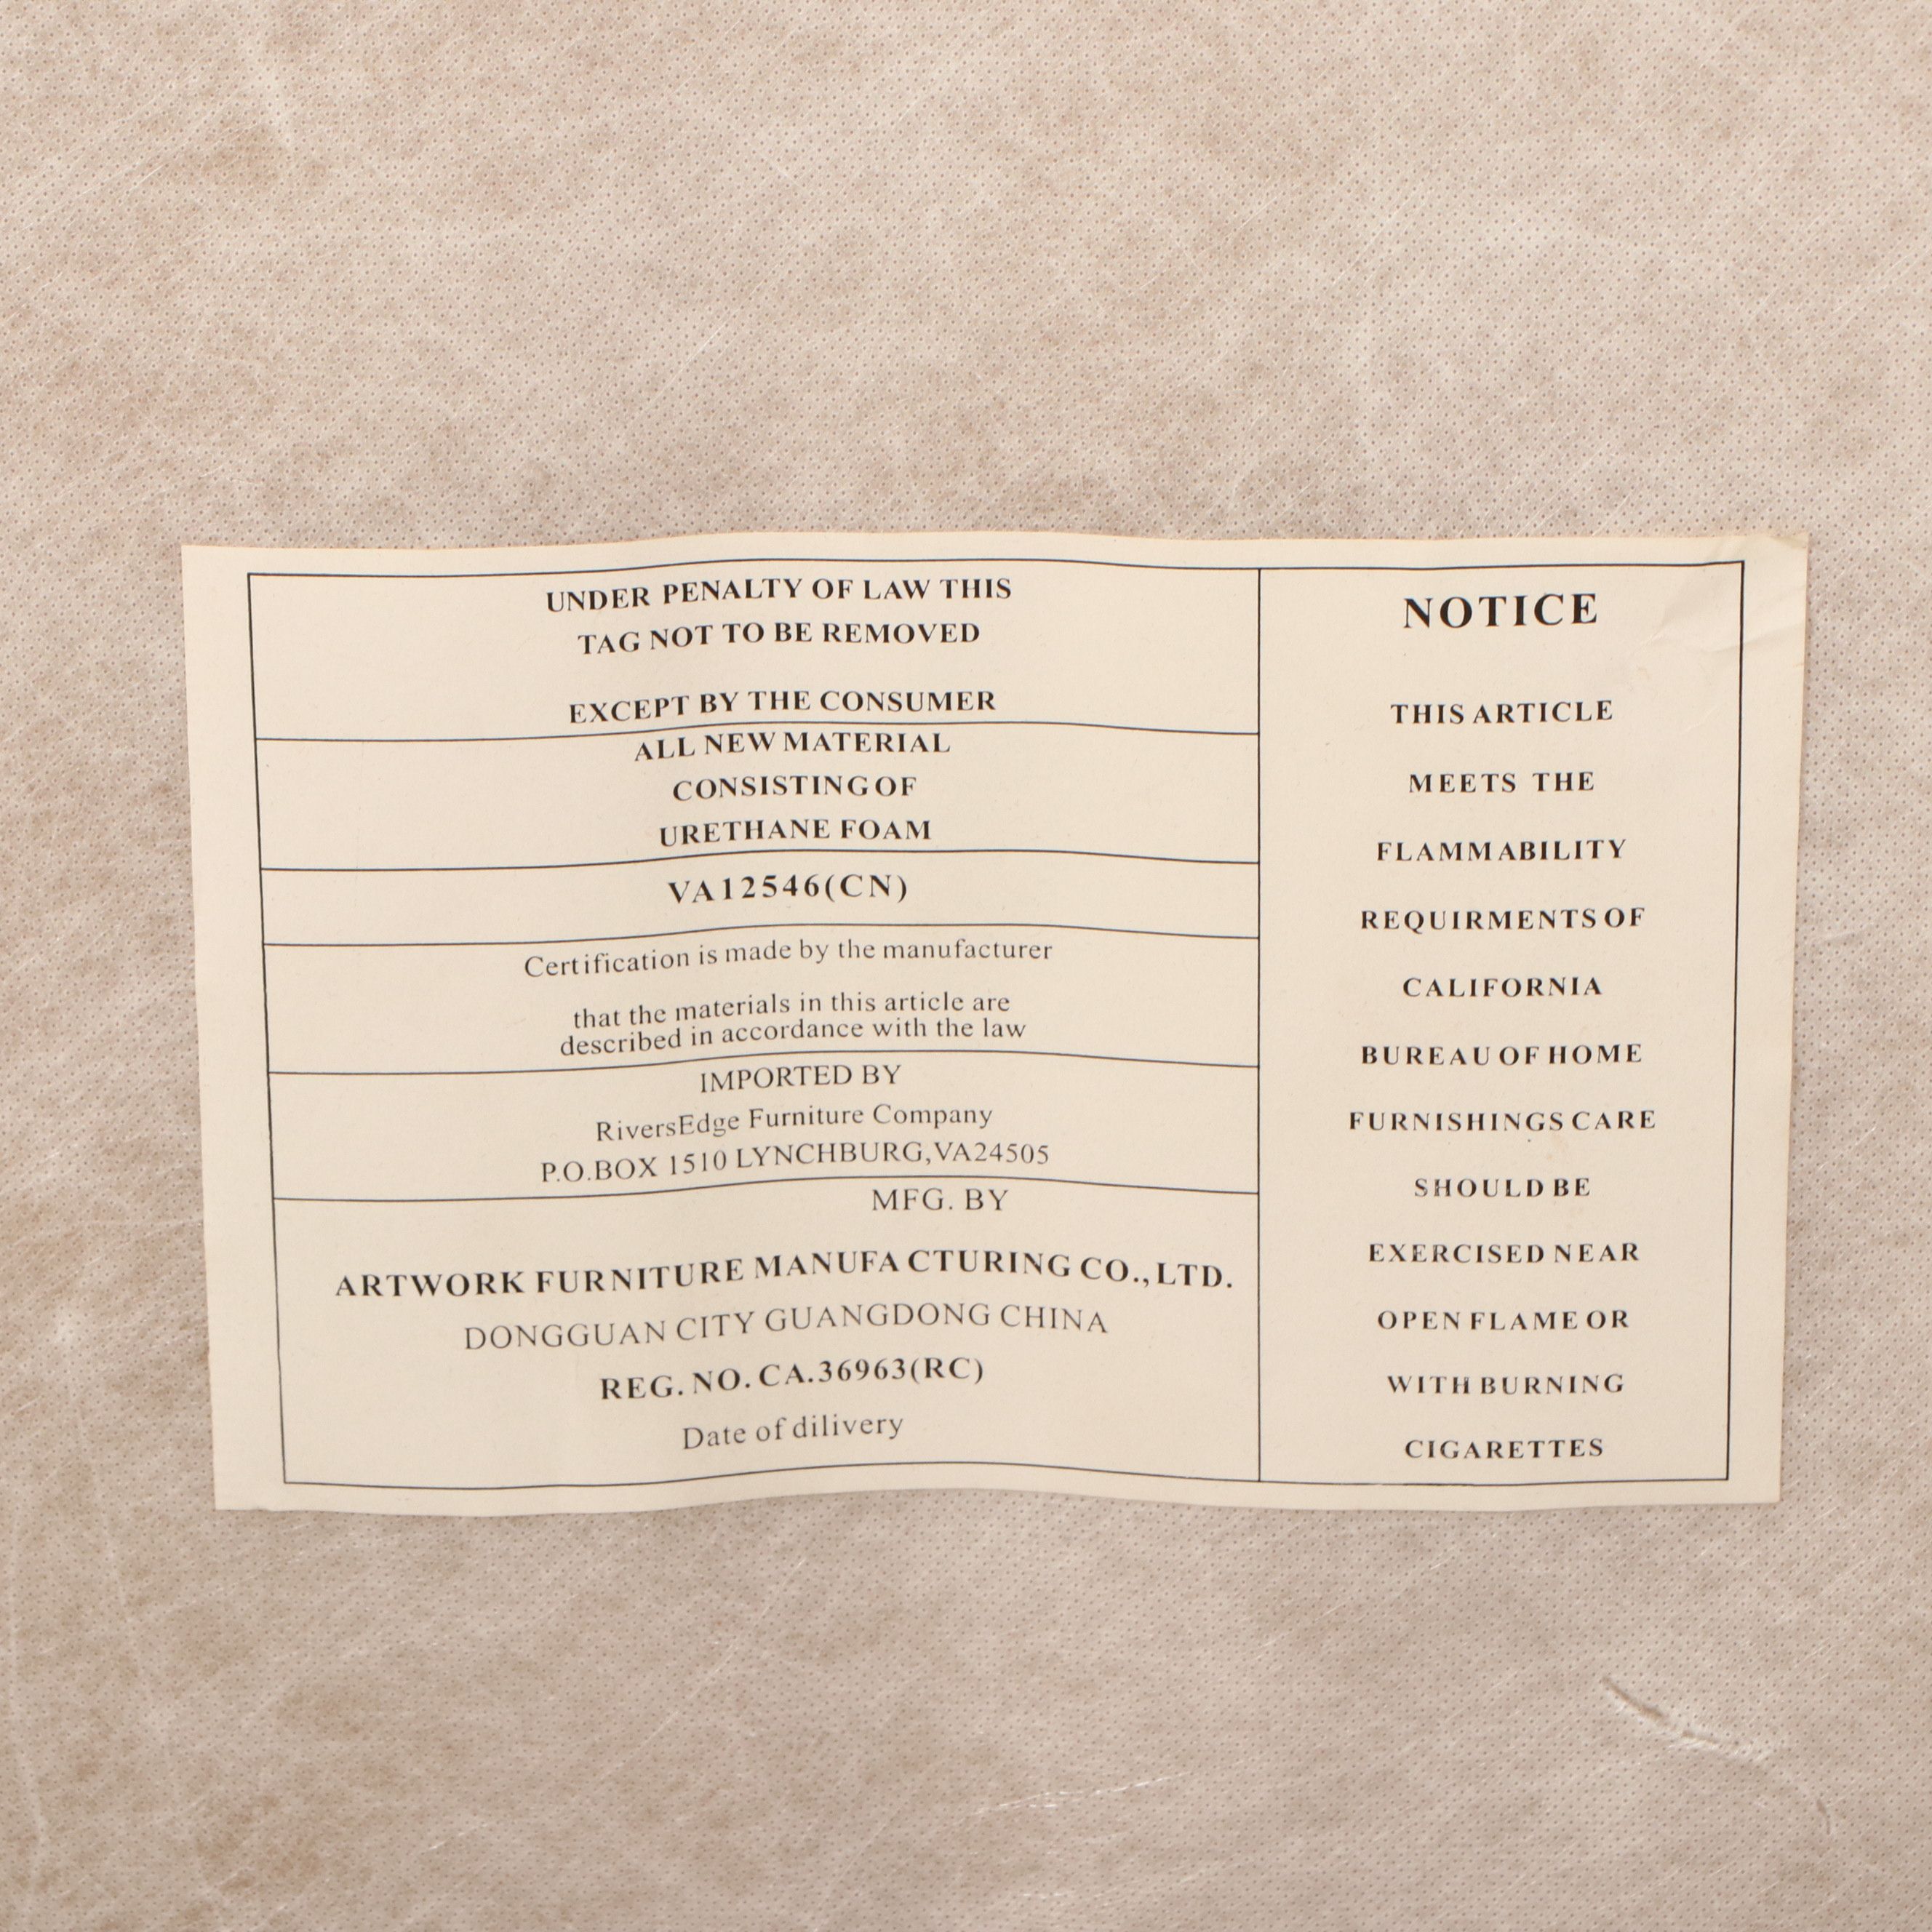 UNDER PENALTY OF LAW THIS
TAG NOT TO BE REMOVED
EXCEPT BY THE CONSUMER
ALL NEW MATERIAL
CONSISTING OF
URETHANE FOAM
VA12546(CN)
Certification is made by the manufacturer
that the materials in this article are
described in accordance with the law
IMPORTED BY
RiversEdge Furniture Company
P.O.BOX 1510 LYNCHBURG,VA24505
MFG. BY
ARTWORK FURNITURE MANUFACTURING CO.,LTD.
DONGGUAN CITY GUANGDONG CHINA
REG. NO. CA.36963(RC)
Date of dilivery
NOTICE
THIS ARTICLE
MEETS THE
FLAMMABILITY
REQUIRMENTS OF
CALIFORNIA
BUREAU OF HOME
FURNISHINGS CARE
SHOULD BE
EXERCISED NEAR
OPEN FLAME OR
WITH BURNING
CIGARETTES